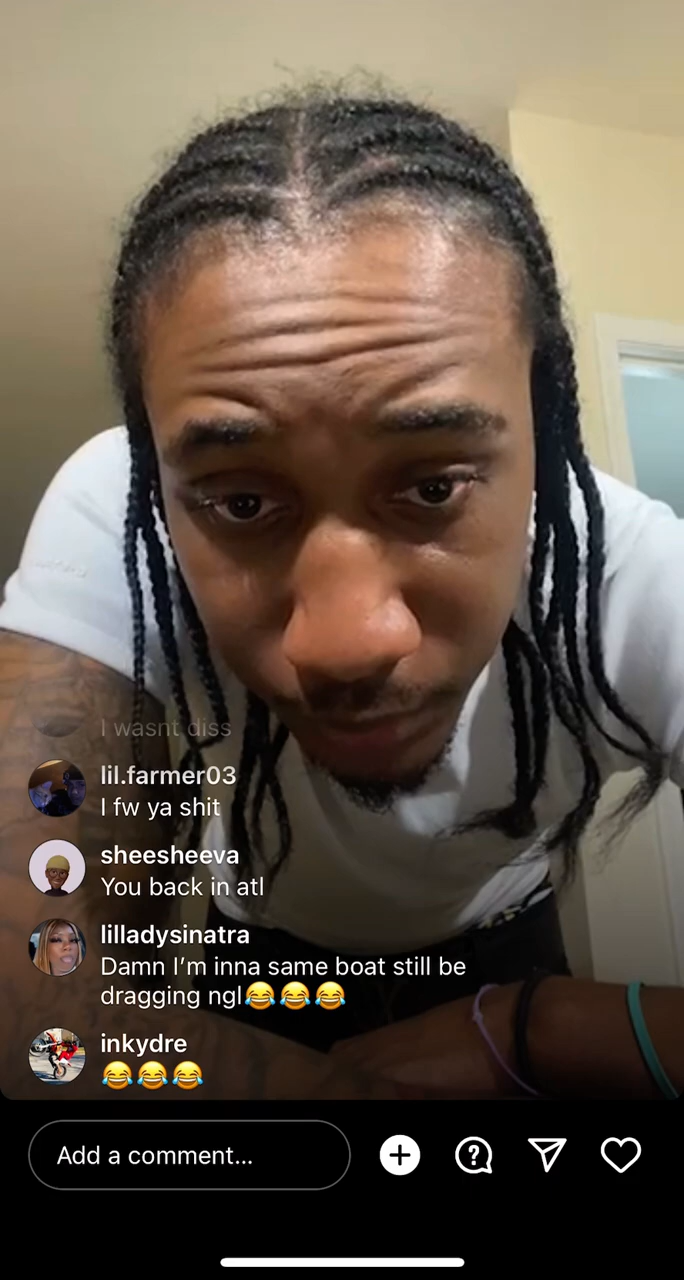 I wasnt diss
lil.farmer03
I fw ya shit
sheesheeva
You back in atl
lilladysinatra
Damn I’m inna same boat still be
dragging ngl😂😂😂
inkydre
😂😂😂
Add a comment...